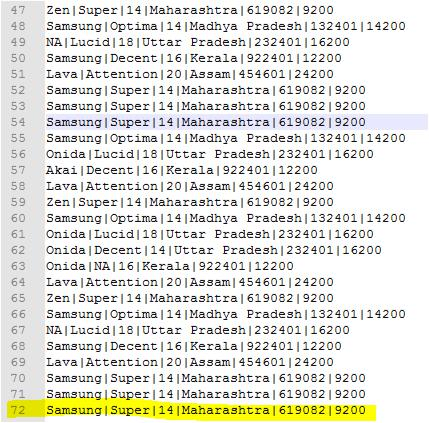 47 Zen|Super|14|Maharashtra|619082|9200
48 Samsung|Optima|14|Madhya Pradesh|132401|14200
49 NA|Lucid|18|Uttar Pradesh|232401|16200
50 Samsung|Decent|16|Kerala|922401|12200
51 Lava|Attention|20|Assam|454601|24200
52 Samsung|Super|14|Maharashtra|619082|9200
53 Samsung|Super|14|Maharashtra|619082|9200
54 Samsung|Super|14|Maharashtra|619082|9200
55 Samsung|Optima|14|Madhya Pradesh|132401|14200
56 Onida|Lucid|18|Uttar Pradesh|232401|16200
57 Akai|Decent|16|Kerala|922401|12200
58 Lava|Attention|20|Assam|454601|24200
59 Zen|Super|14|Maharashtra|619082|9200
60 Samsung|Optima|14|Madhya Pradesh|132401|14200
61 Onida|Lucid|18|Uttar Pradesh|232401|16200
62 Onida|Decent|14|Uttar Pradesh|232401|16200
63 Onida|NA|16|Kerala|922401|12200
64 Lava|Attention|20|Assam|454601|24200
65 Zen|Super|14|Maharashtra|619082|9200
66 Samsung|Optima|14|Madhya Pradesh|132401|14200
67 NA|Lucid|18|Uttar Pradesh|232401|16200
68 Samsung|Decent|16|Kerala|922401|12200
69 Lava|Attention|20|Assam|454601|24200
70 Samsung|Super|14|Maharashtra|619082|9200
71 Samsung|Super|14|Maharashtra|619082|9200
72 Samsung|Super|14|Maharashtra|619082|9200